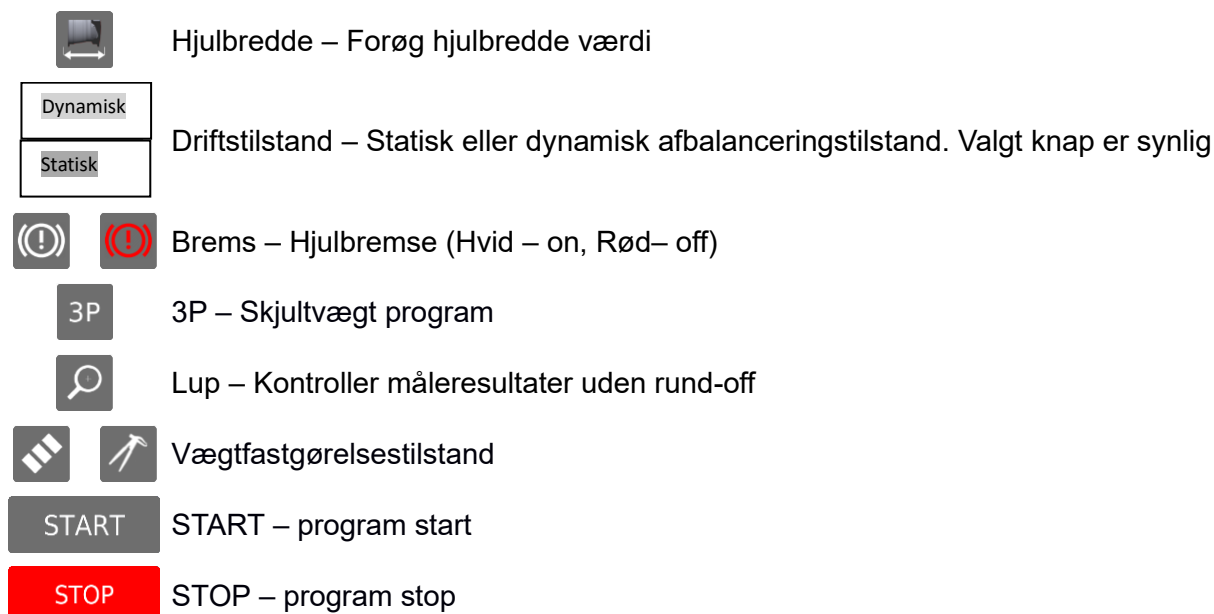 Hjulbredde – Forøg hjulbredde værdi
Dynamisk
Statisk
Driftstilstand – Statisk eller dynamisk afbalanceringstilstand. Valgt knap er synlig
Brems – Hjulbremse (Hvid – on, Rød– off)
3P 3P – Skjultvægt program
Lup – Kontroller måleresultater uden rund-off
Vægtfastgørelsestilstand
START START – program start
STOP STOP – program stop